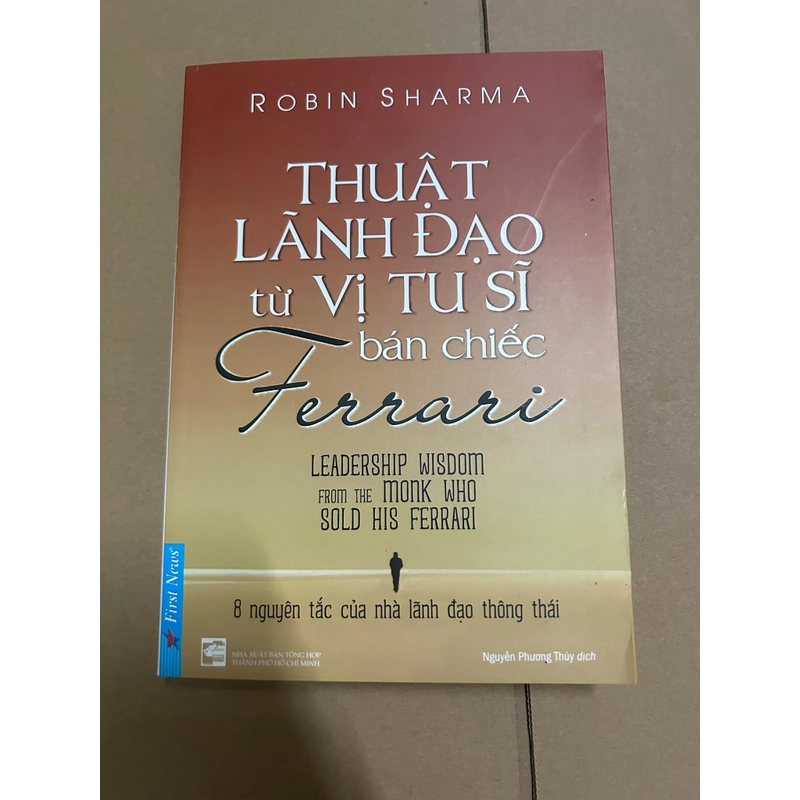 ROBIN SHARMA
THUẬT
LÃNH ĐẠO
từ VỊ TU SĨ
bán chiếc
Ferrari
LEADERSHIP WISDOM
FROM THE MONK WHO
SOLD HIS FERRARI
8 nguyên tắc của nhà lãnh đạo thông thái
First News
NHÀ XUẤT BẢN TỔNG HỢP
THÀNH PHỐ HỒ CHÍ MINH
Nguyễn Phương Thúy dịch